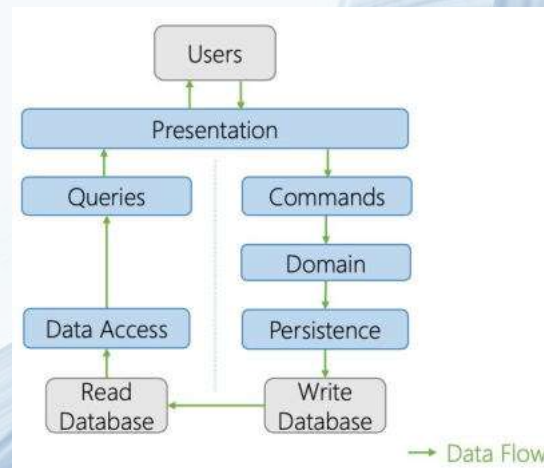 Users
Presentation
Queries
Commands
Domain
Data Access
Persistence
Read
Database
Write
Database
Data Flow